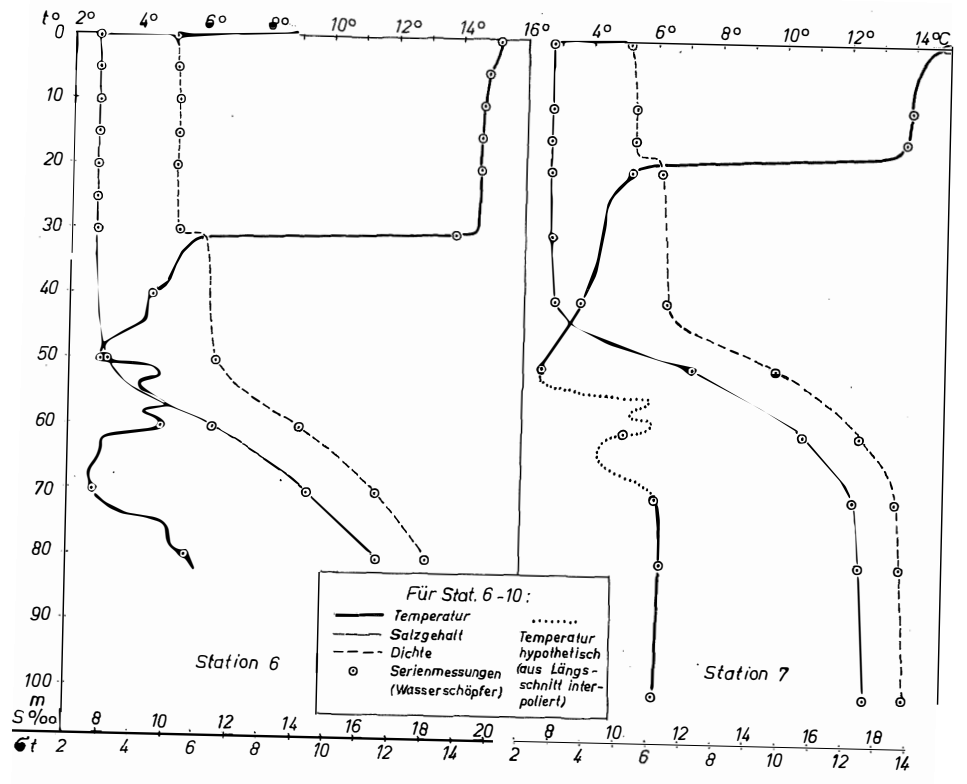 t° 2° 4° 6° 8° 10° 12° 14° 16° 4° 6° 8° 10° 12° 14°C
0
10
20
30
40
50
60
70
80
90
100
m
Für Stat. 6-10:
Temperatur
Salzgehalt
Dichte
Serienmessungen
(Wasserschöpfer)
Temperatur
hypothetisch
(aus Längs-
schnitt inter-
poliert)
Station 6
Station 7
S‰ 8 10 12 14 16 18 20 8 10 12 14 16 18
σt 2 4 6 8 10 12 14 2 4 6 8 10 12 14